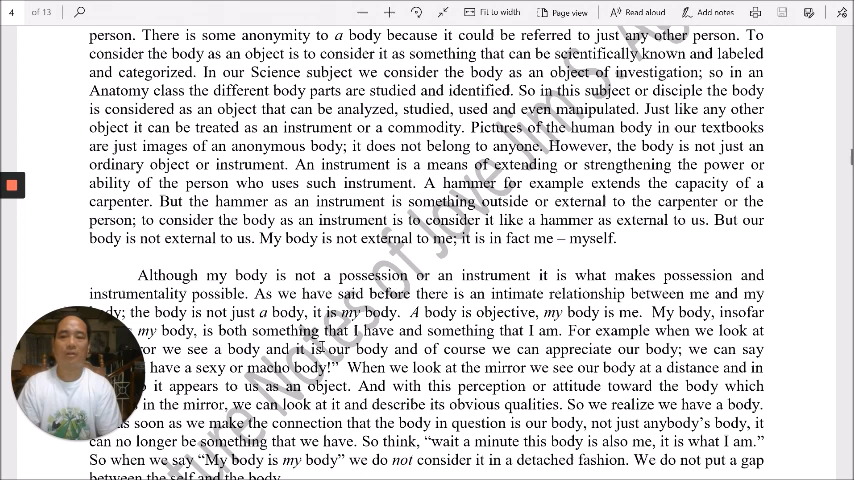 4 of 13 Fit to width Page view Read aloud Add notes
person. There is some anonymity to a body because it could be referred to just any other person. To
consider the body as an object is to consider it as something that can be scientifically known and labeled
and categorized. In our Science subject we consider the body as an object of investigation; so in an
Anatomy class the different body parts are studied and identified. So in this subject or disciple the body
is considered as an object that can be analyzed, studied, used and even manipulated. Just like any other
object it can be treated as an instrument or a commodity. Pictures of the human body in our textbooks
are just images of an anonymous body; it does not belong to anyone. However, the body is not just an
ordinary object or instrument. An instrument is a means of extending or strengthening the power or
ability of the person who uses such instrument. A hammer for example extends the capacity of a
carpenter. But the hammer as an instrument is something outside or external to the carpenter or the
person; to consider the body as an instrument is to consider it like a hammer as external to us. But our
body is not external to us. My body is not external to me; it is in fact me – myself.
Although my body is not a possession or an instrument it is what makes possession and
instrumentality possible. As we have said before there is an intimate relationship between me and my
body; the body is not just a body, it is my body. A body is objective, my body is me. My body, insofar
my body, is both something that I have and something that I am. For example when we look at
we see a body and it is our body and of course we can appreciate our body; we can say
have a sexy or macho body!” When we look at the mirror we see our body at a distance and in
it appears to us as an object. And with this perception or attitude toward the body which
in the mirror, we can look at it and describe its obvious qualities. So we realize we have a body.
as soon as we make the connection that the body in question is our body, not just anybody’s body, it
can no longer be something that we have. So think, “wait a minute this body is also me, it is what I am.”
So when we say “My body is my body” we do not consider it in a detached fashion. We do not put a gap
between the self and the body.
ture Notes of Jove Jim S.